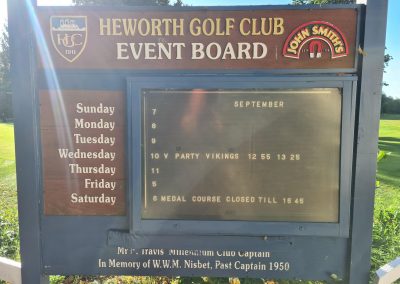 HEWORTH GOLF CLUB
EVENT BOARD
JOHN SMITH'S
SEPTEMBER
Sunday 7
Monday 8
Tuesday 9
Wednesday 10 V PARTY VIKINGS 12 55 13 25
Thursday 11
Friday 5
Saturday 6 MEDAL COURSE CLOSED TILL 16 45
Travis Millennium Club Captain
In Memory of W.W.M. Nisbet, Past Captain 1950